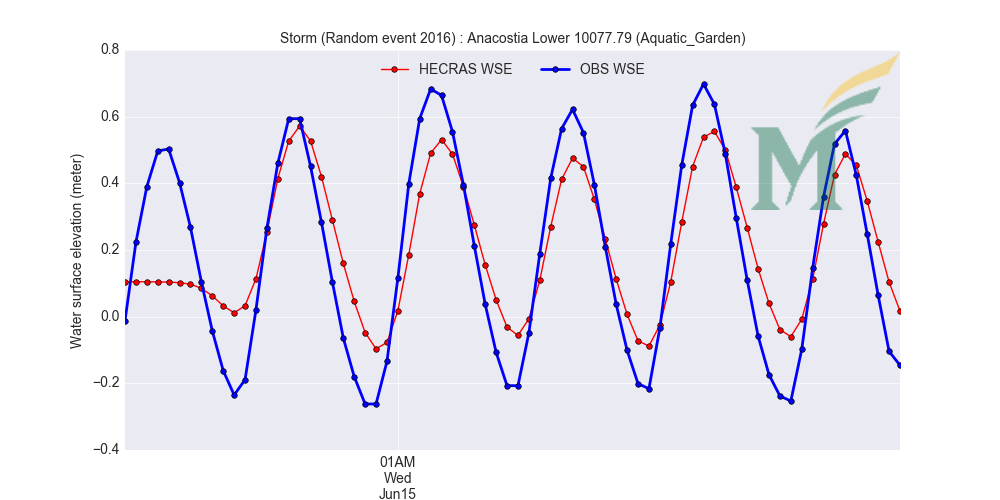 Storm (Random event 2016) : Anacostia Lower 10077.79 (Aquatic_Garden)
HECRAS WSE
OBS WSE
Water surface elevation (meter)
0.8
0.6
0.4
0.2
0.0
−0.2
−0.4
01AM
Wed
Jun15
M